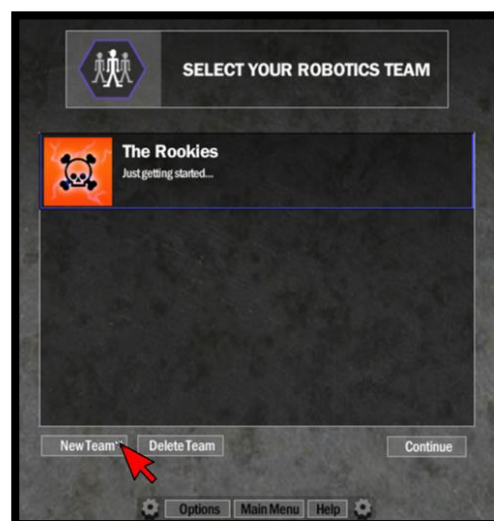 SELECT YOUR ROBOTICS TEAM
The Rookies
Just getting started...
New Team
Delete Team
Continue
Options
Main Menu
Help